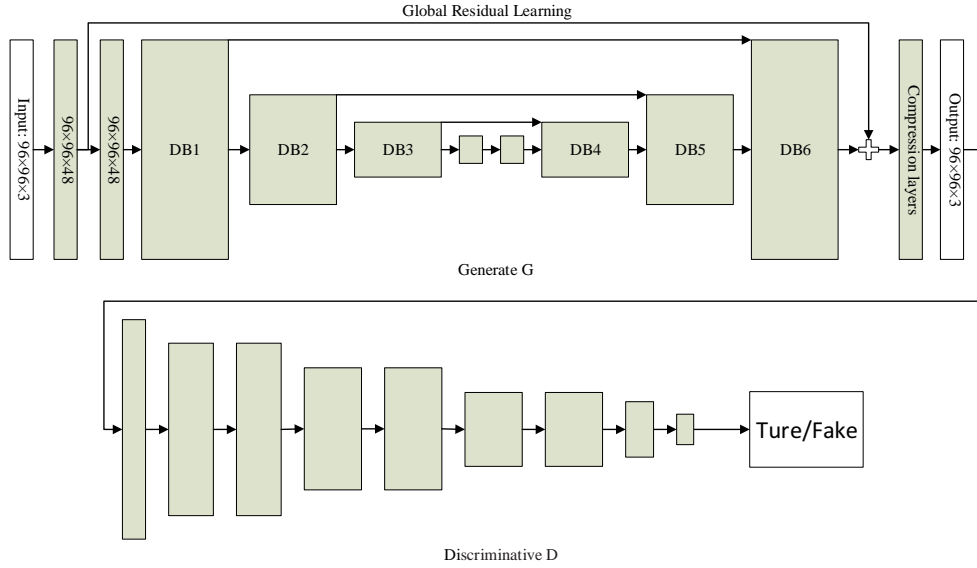 Global Residual Learning
Input: 96×96×3
96×96×48
96×96×48
DB1
DB2
DB3
DB4
DB5
DB6
Compression layers
Output: 96×96×3
Generate G
Ture/Fake
Discriminative D